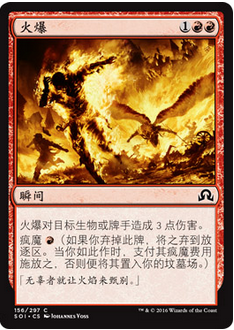 火爆 1
瞬间
火爆对目标生物或牌手造成 3 点伤害。
疯魔 （如果你弃掉此牌，将之弃到放
逐区。当你如此作时，支付其疯魔费用
施放之，否则便将其置入你的坟墓场。）
「无辜者就让火焰来甄别。」
156/297 C
SOI • CS JOHANNES VOSS
™ & © 2016 Wizards of the Coast